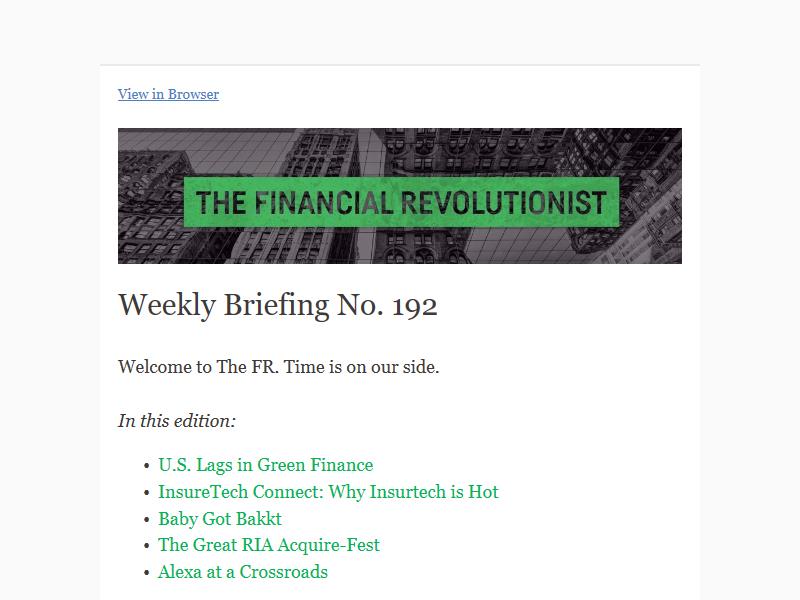 View in Browser
THE FINANCIAL REVOLUTIONIST
Weekly Briefing No. 192
Welcome to The FR. Time is on our side.
In this edition:
• U.S. Lags in Green Finance
• InsureTech Connect: Why Insurtech is Hot
• Baby Got Bakkt
• The Great RIA Acquire-Fest
• Alexa at a Crossroads